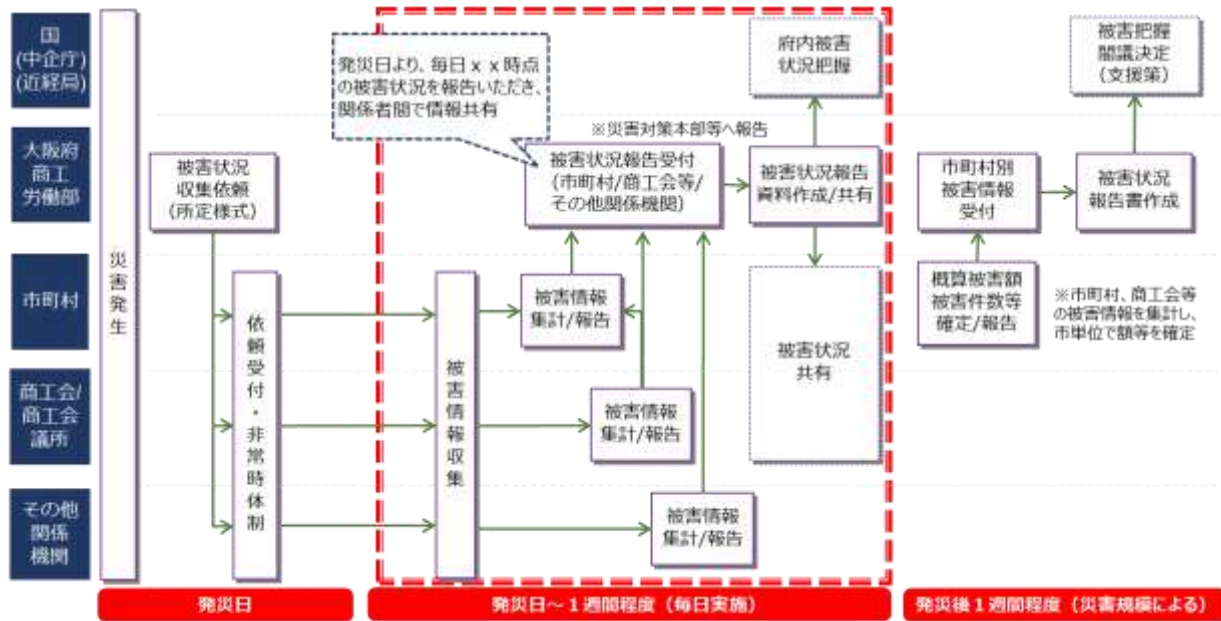 国
(中企庁)
(近経局)
大阪府
商工
労働部
市町村
商工会/
商工会
議所
その他
関係
機関
災害発生
被害状況
収集依頼
(所定様式)
依頼受付・非常時体制
発災日より、毎日ｘｘ時点
の被害状況を報告いただき、
関係者間で情報共有
※災害対策本部等へ報告
被害状況報告受付
(市町村/商工会等/
その他関係機関)
被害情報収集
被害情報
集計/報告
被害情報
集計/報告
被害情報
集計/報告
府内被害
状況把握
被害状況報告
資料作成/共有
被害状況
共有
被害把握
閣議決定
(支援策)
市町村別
被害情報
受付
被害状況
報告書作成
概算被害額
被害件数等
確定/報告
※市町村、商工会等
の被害情報を集計し、
市単位で額等を確定
発災日
発災日～１週間程度（毎日実施）
発災後１週間程度（災害規模による）